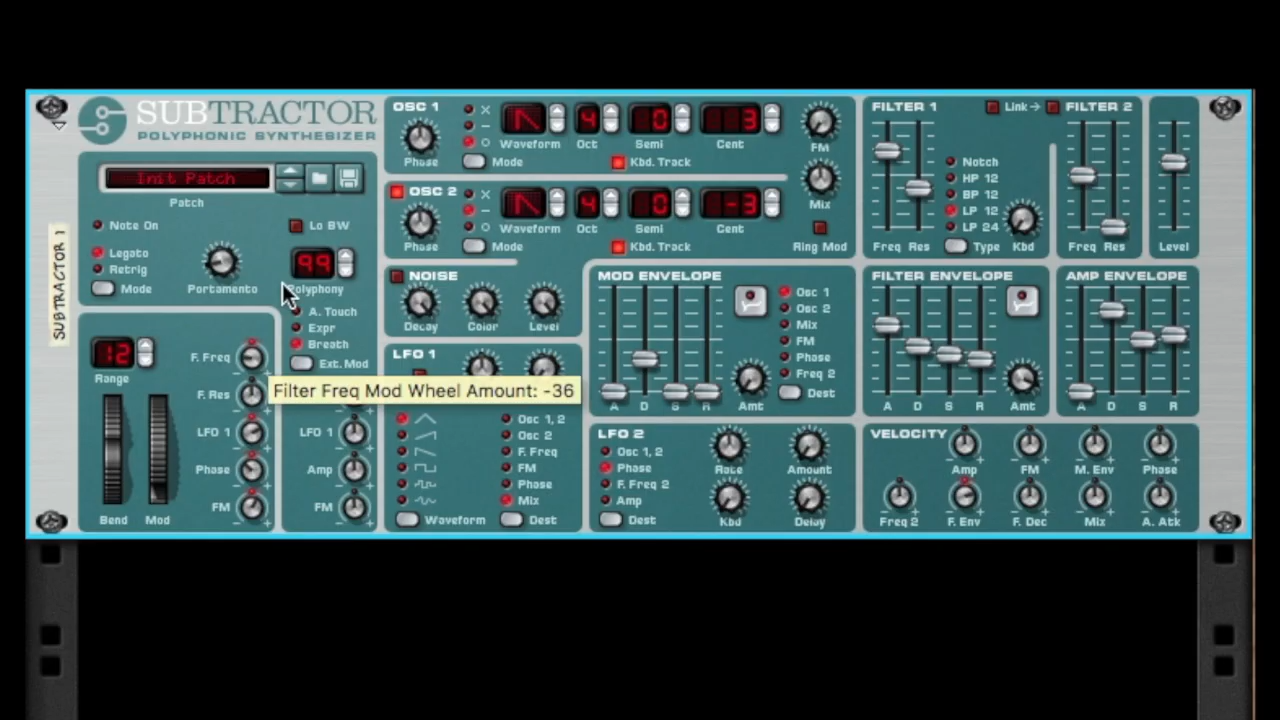 SUBTRACTOR
POLYPHONIC SYNTHESIZER
Init Patch
Patch
Note On
Lo BW
Legato
Retrig
Mode
Portamento
99
Polyphony
SUBTRACTOR 1
A. Touch
Expr
Breath
Ext. Mod
12
Range
F. Freq
F. Res
LFO 1
Phase
FM
Bend
Mod
LFO 1
Amp
FM
Filter Freq Mod Wheel Amount: -36
OSC 1
Phase
Mode
Waveform
4
Oct
0
Semi
3
Cent
Kbd. Track
FM
Mix
Ring Mod
OSC 2
Phase
Mode
Waveform
4
Oct
0
Semi
-3
Cent
Kbd. Track
NOISE
Decay
Color
Level
LFO 1
Osc 1,2
Osc 2
F. Freq
FM
Phase
Mix
Waveform
Dest
MOD ENVELOPE
A D S R
Amt
Osc 1
Osc 2
Mix
FM
Phase
Freq 2
Dest
LFO 2
Osc 1,2
Phase
F. Freq 2
Amp
Dest
Rate
Amount
Kbd
Delay
FILTER 1
Link
FILTER 2
Freq Res
Notch
HP 12
BP 12
LP 12
LP 24
Type
Kbd
Freq Res
Level
FILTER ENVELOPE
A D S R
Amt
AMP ENVELOPE
A D S R
VELOCITY
Amp
FM
M. Env
Phase
Freq 2
F. Env
F. Dec
Mix
A. Atk